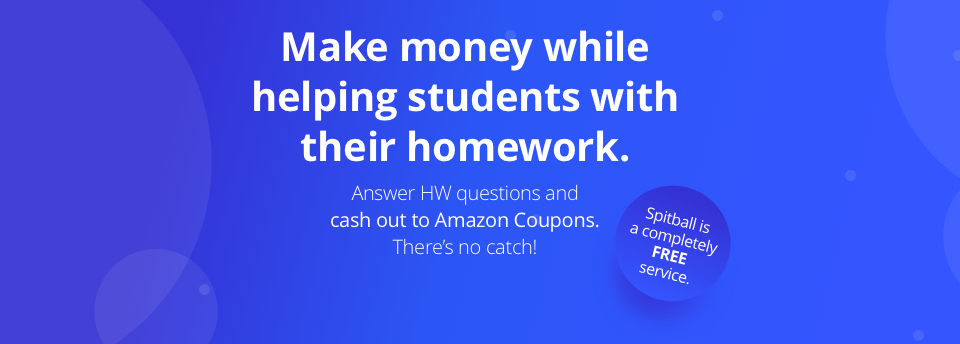 Make money while
helping students with
their homework.
Answer HW questions and
cash out to Amazon Coupons.
There's no catch!
Spitball is
a completely
FREE
service.